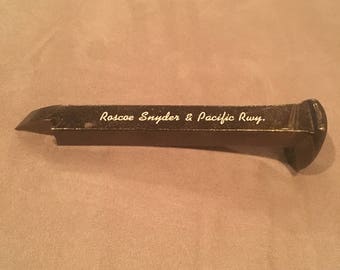 Roscoe Snyder & Pacific Rwy.